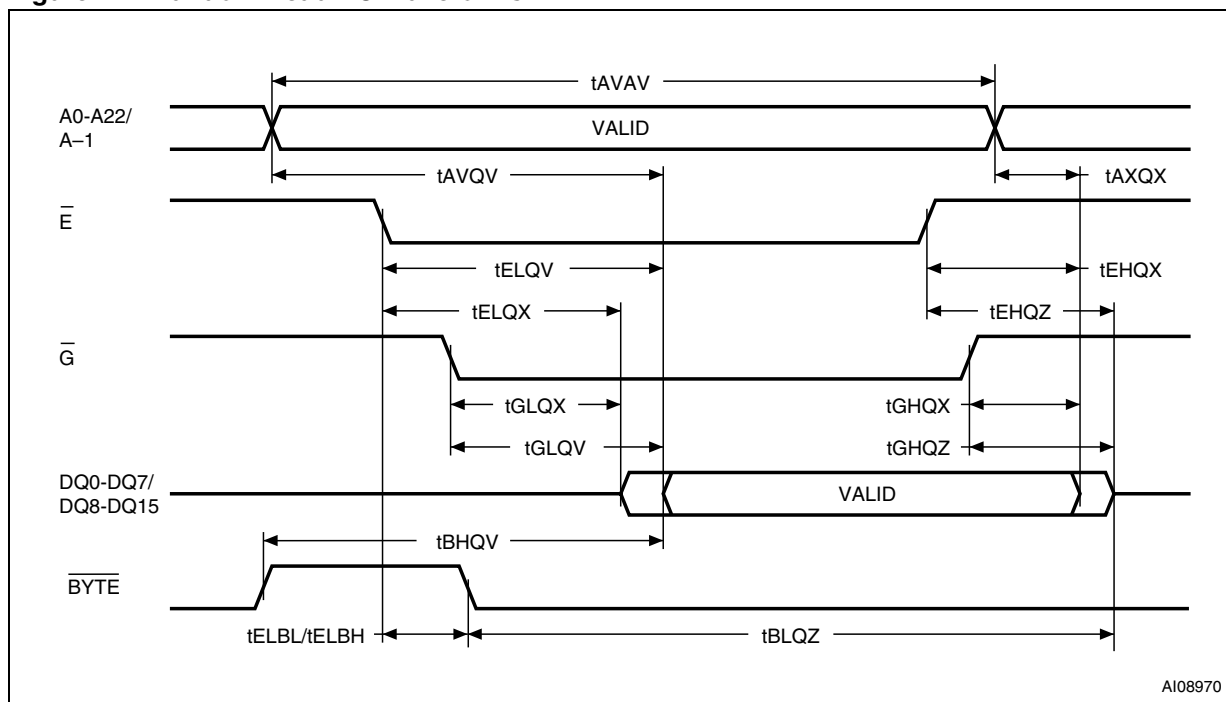 tAVAV
A0-A22/
A–1
VALID
tAVQV
tAXQX
E
tELQV
tEHQX
tELQX
tEHQZ
G
tGLQX
tGHQX
tGLQV
tGHQZ
DQ0-DQ7/
DQ8-DQ15
VALID
tBHQV
BYTE
tELBL/tELBH
tBLQZ
AI08970